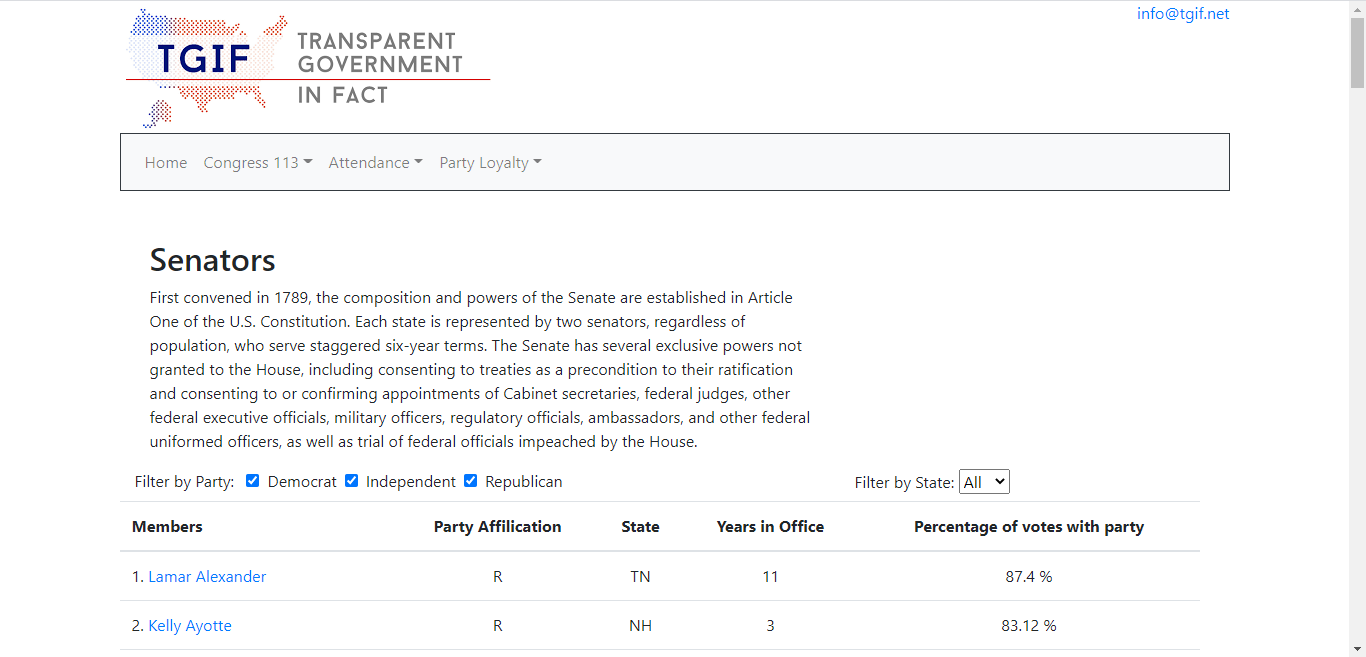 info@tgif.net
TGIF
TRANSPARENT
GOVERNMENT
IN FACT
Home Congress 113 Attendance Party Loyalty
Senators
First convened in 1789, the composition and powers of the Senate are established in Article
One of the U.S. Constitution. Each state is represented by two senators, regardless of
population, who serve staggered six-year terms. The Senate has several exclusive powers not
granted to the House, including consenting to treaties as a precondition to their ratification
and consenting to or confirming appointments of Cabinet secretaries, federal judges, other
federal executive officials, military officers, regulatory officials, ambassadors, and other federal
uniformed officers, as well as trial of federal officials impeached by the House.
Filter by Party: Democrat Independent Republican Filter by State: All
Members Party Affilication State Years in Office Percentage of votes with party
1. Lamar Alexander R TN 11 87.4 %
2. Kelly Ayotte R NH 3 83.12 %